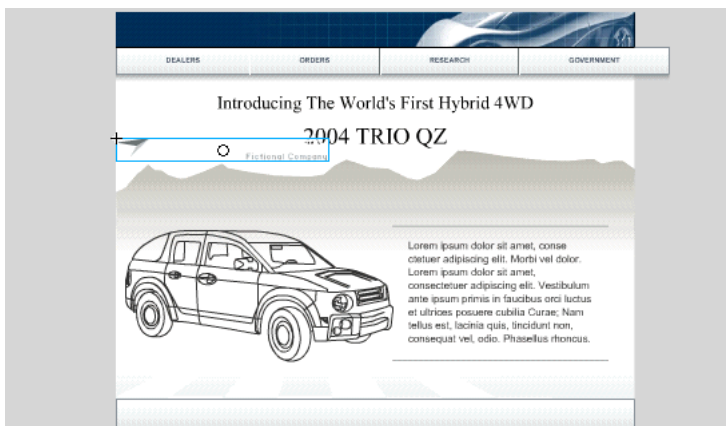 DEALERS
ORDERS
RESEARCH
GOVERNMENT
Introducing The World's First Hybrid 4WD
2004 TRIO QZ
Fictional Company
Lorem ipsum dolor sit amet, conse
ctetuer adipiscing elit. Morbi vel dolor.
Lorem ipsum dolor sit amet,
consectetuer adipiscing elit. Vestibulum
ante ipsum primis in faucibus orci luctus
et ultrices posuere cubilia Curae; Nam
tellus est, lacinia quis, tincidunt non,
consequat vel, odio. Phasellus rhoncus.